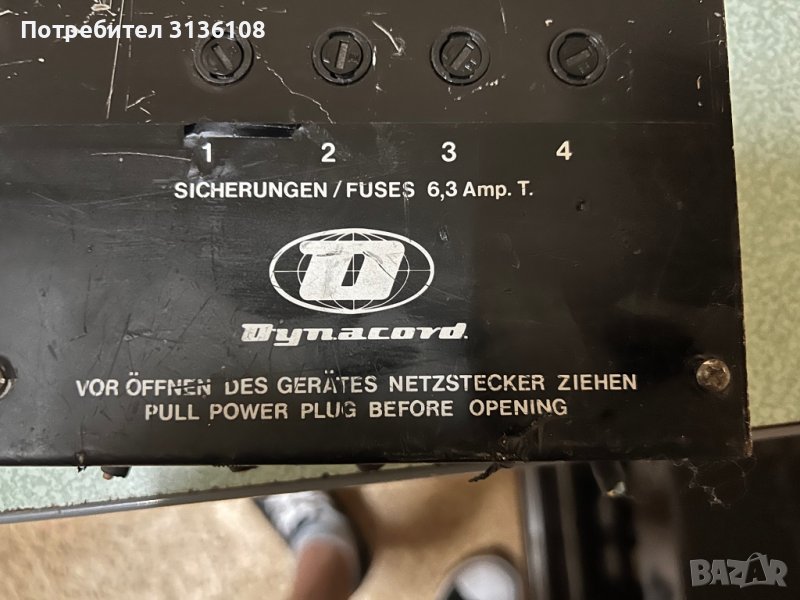 Потребител 3136108
1 2 3 4
SICHERUNGEN/FUSES 6,3 Amp. T.
D
Dynacord.
VOR ÖFFNEN DES GERÄTES NETZSTECKER ZIEHEN
PULL POWER PLUG BEFORE OPENING
BAZAR